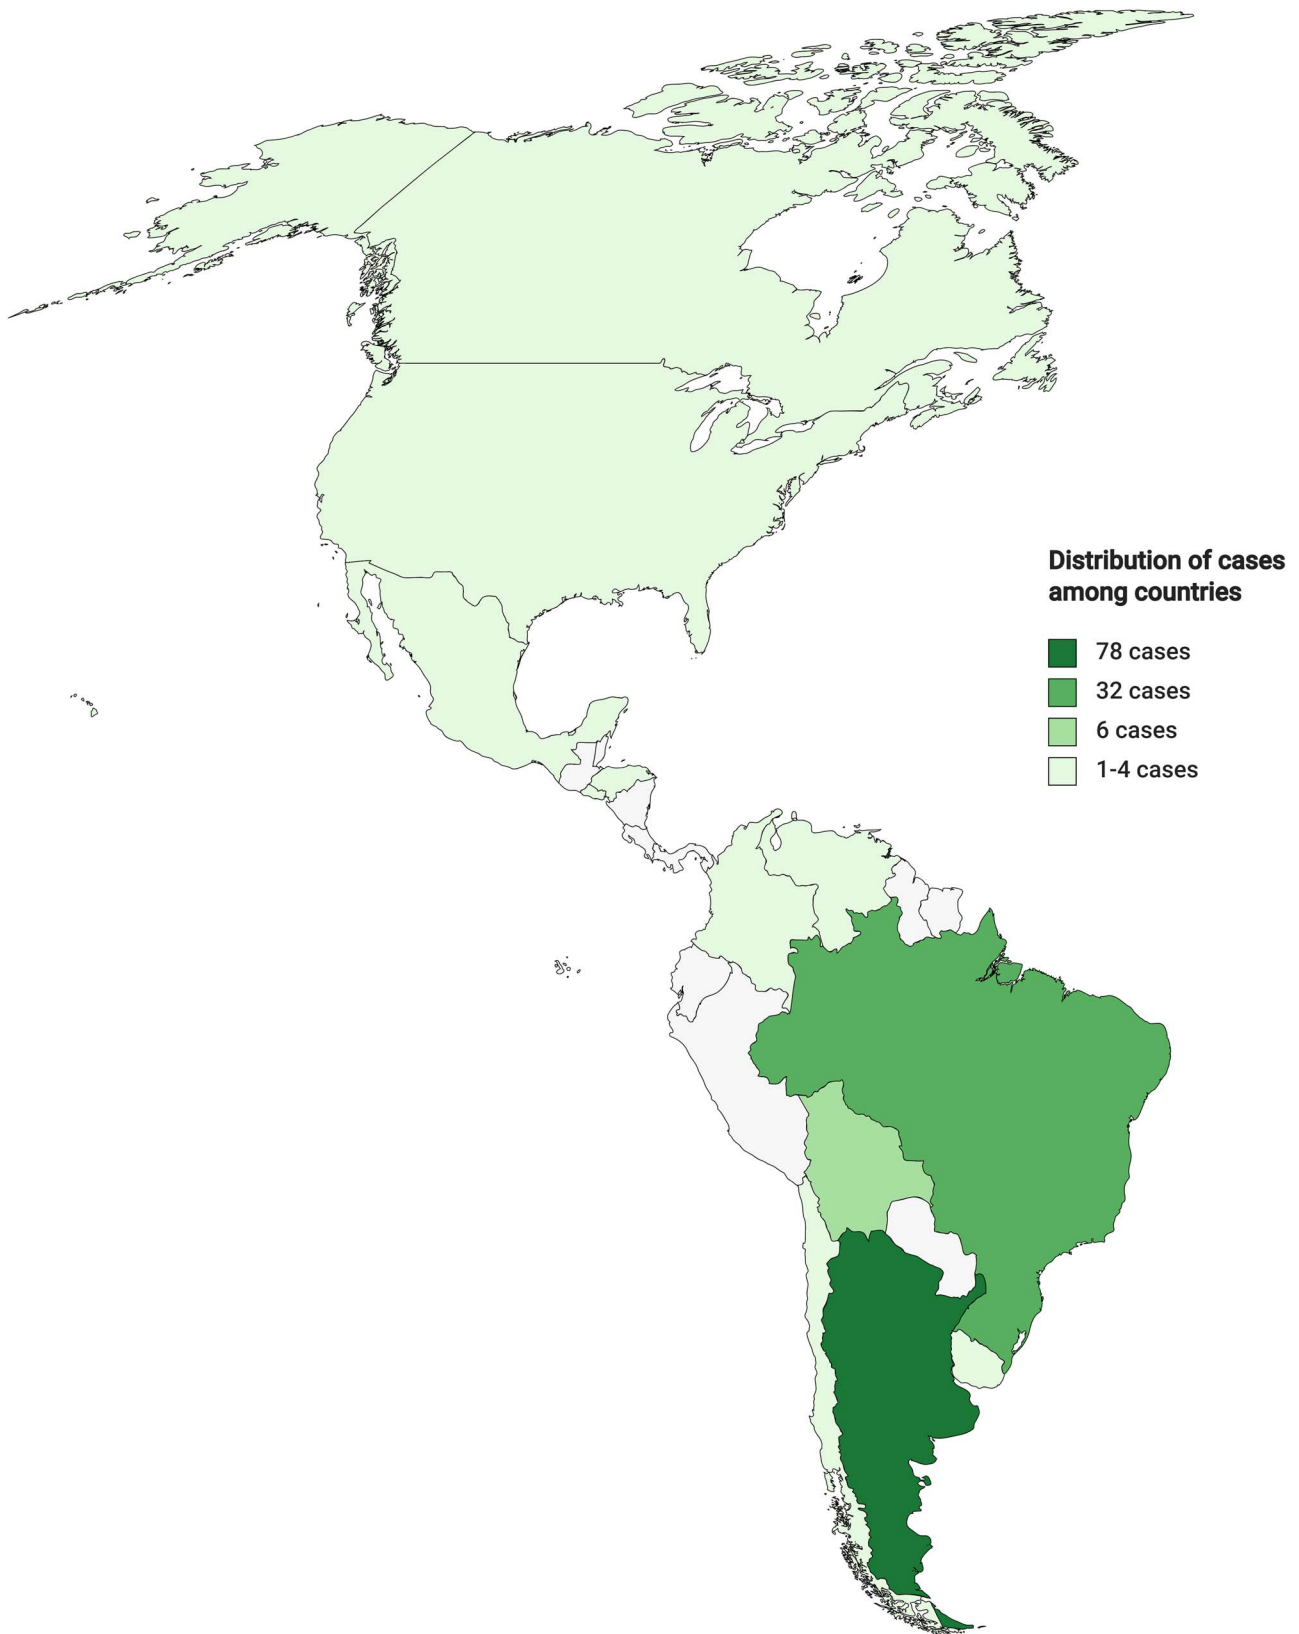 Distribution of cases
among countries
78 cases
32 cases
6 cases
1-4 cases